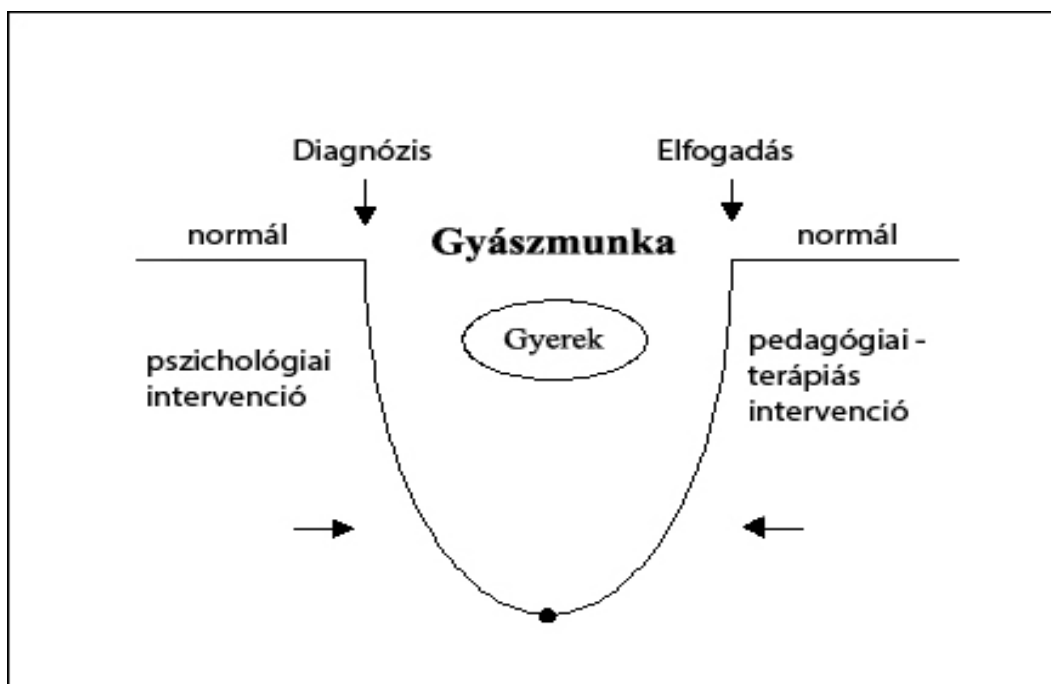 Diagnózis
Elfogadás
normál
Gyászmunka
normál
Gyerek
pszichológiai
intervenció
pedagógiai -
terápiás
intervenció